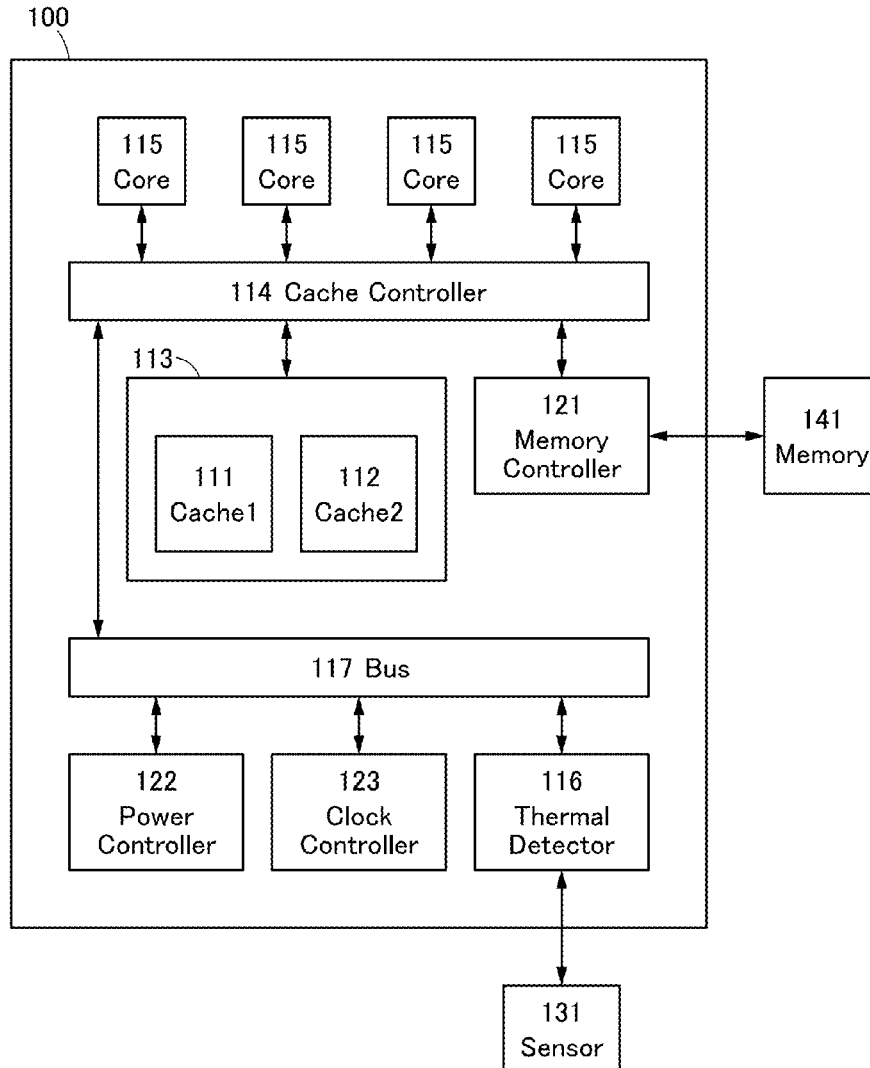 100
115 115 115 115
Core Core Core Core
114 Cache Controller
113
121
Memory
Controller
141
Memory
111
Cache1
112
Cache2
117 Bus
122
Power
Controller
123
Clock
Controller
116
Thermal
Detector
131
Sensor